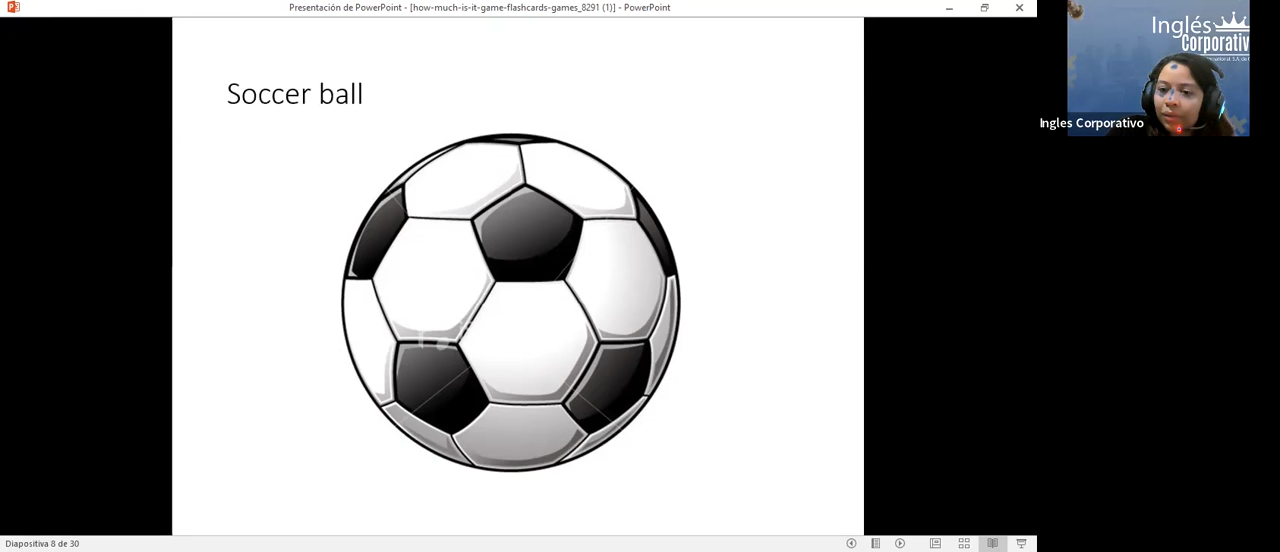 Presentación de PowerPoint - [how-much-is-it-game-flashcards-games_8291 (1)] - PowerPoint
Soccer ball
Inglés
Corporativ
Ingles Corporativo
Diapositiva 8 de 30